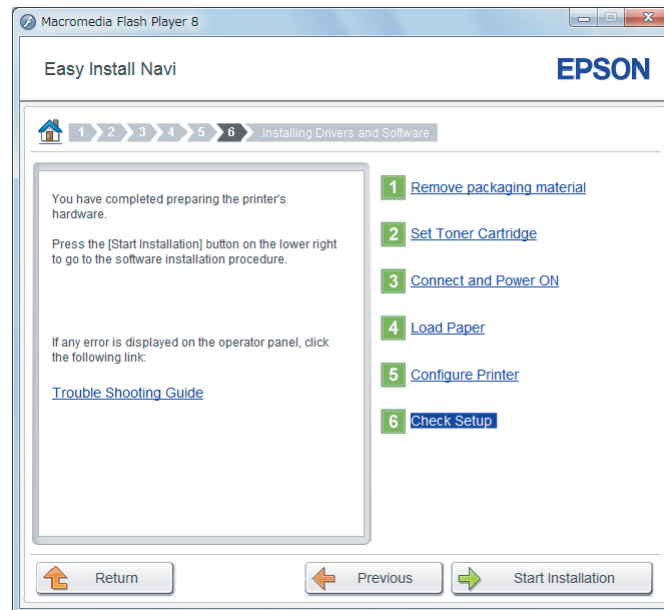 Macromedia Flash Player 8
Easy Install Navi
EPSON
1 2 3 4 5 6 Installing Drivers and Software
You have completed preparing the printer's
hardware.
Press the [Start Installation] button on the lower right
to go to the software installation procedure.
If any error is displayed on the operator panel, click
the following link:
Trouble Shooting Guide
1 Remove packaging material
2 Set Toner Cartridge
3 Connect and Power ON
4 Load Paper
5 Configure Printer
6 Check Setup
Return
Previous
Start Installation